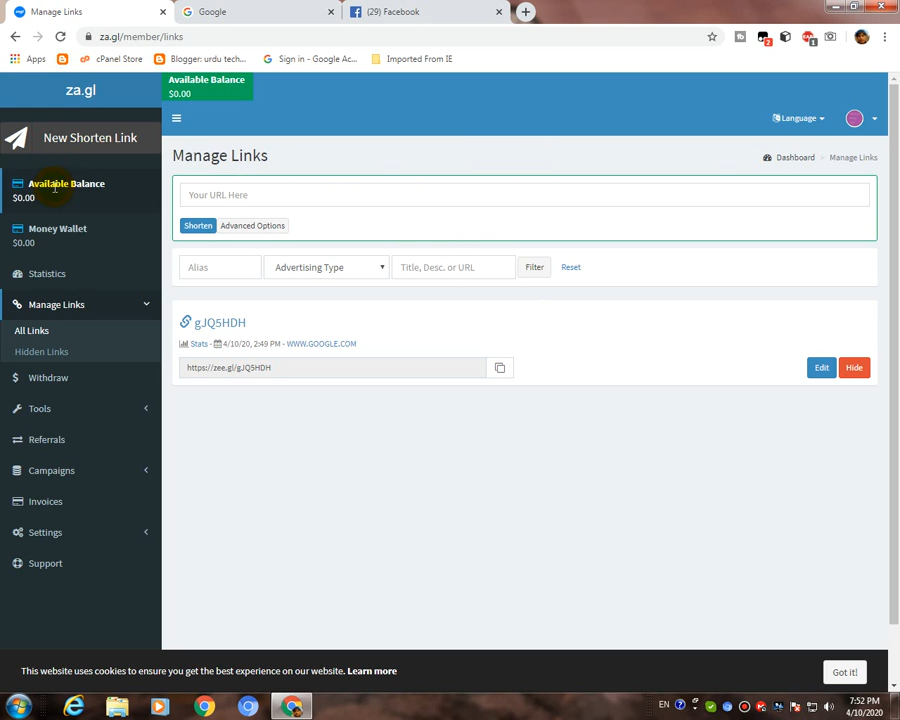 Manage Links
Google
(29) Facebook
za.gl/member/links
Apps
cPanel Store
Blogger: urdu tech...
Sign in - Google Ac...
Imported From IE
za.gl
Available Balance
$0.00
New Shorten Link
Language
Available Balance
$0.00
Money Wallet
$0.00
Statistics
Manage Links
All Links
Hidden Links
Withdraw
Tools
Referrals
Campaigns
Invoices
Settings
Support
Manage Links
Dashboard > Manage Links
Your URL Here
Shorten
Advanced Options
Alias
Advertising Type
Title, Desc. or URL
Filter
Reset
gJQ5HDH
Stats - 4/10/20, 2:49 PM - WWW.GOOGLE.COM
https://zee.gl/gJQ5HDH
Edit
Hide
This website uses cookies to ensure you get the best experience on our website. Learn more
Got it!
EN
7:52 PM
4/10/2020